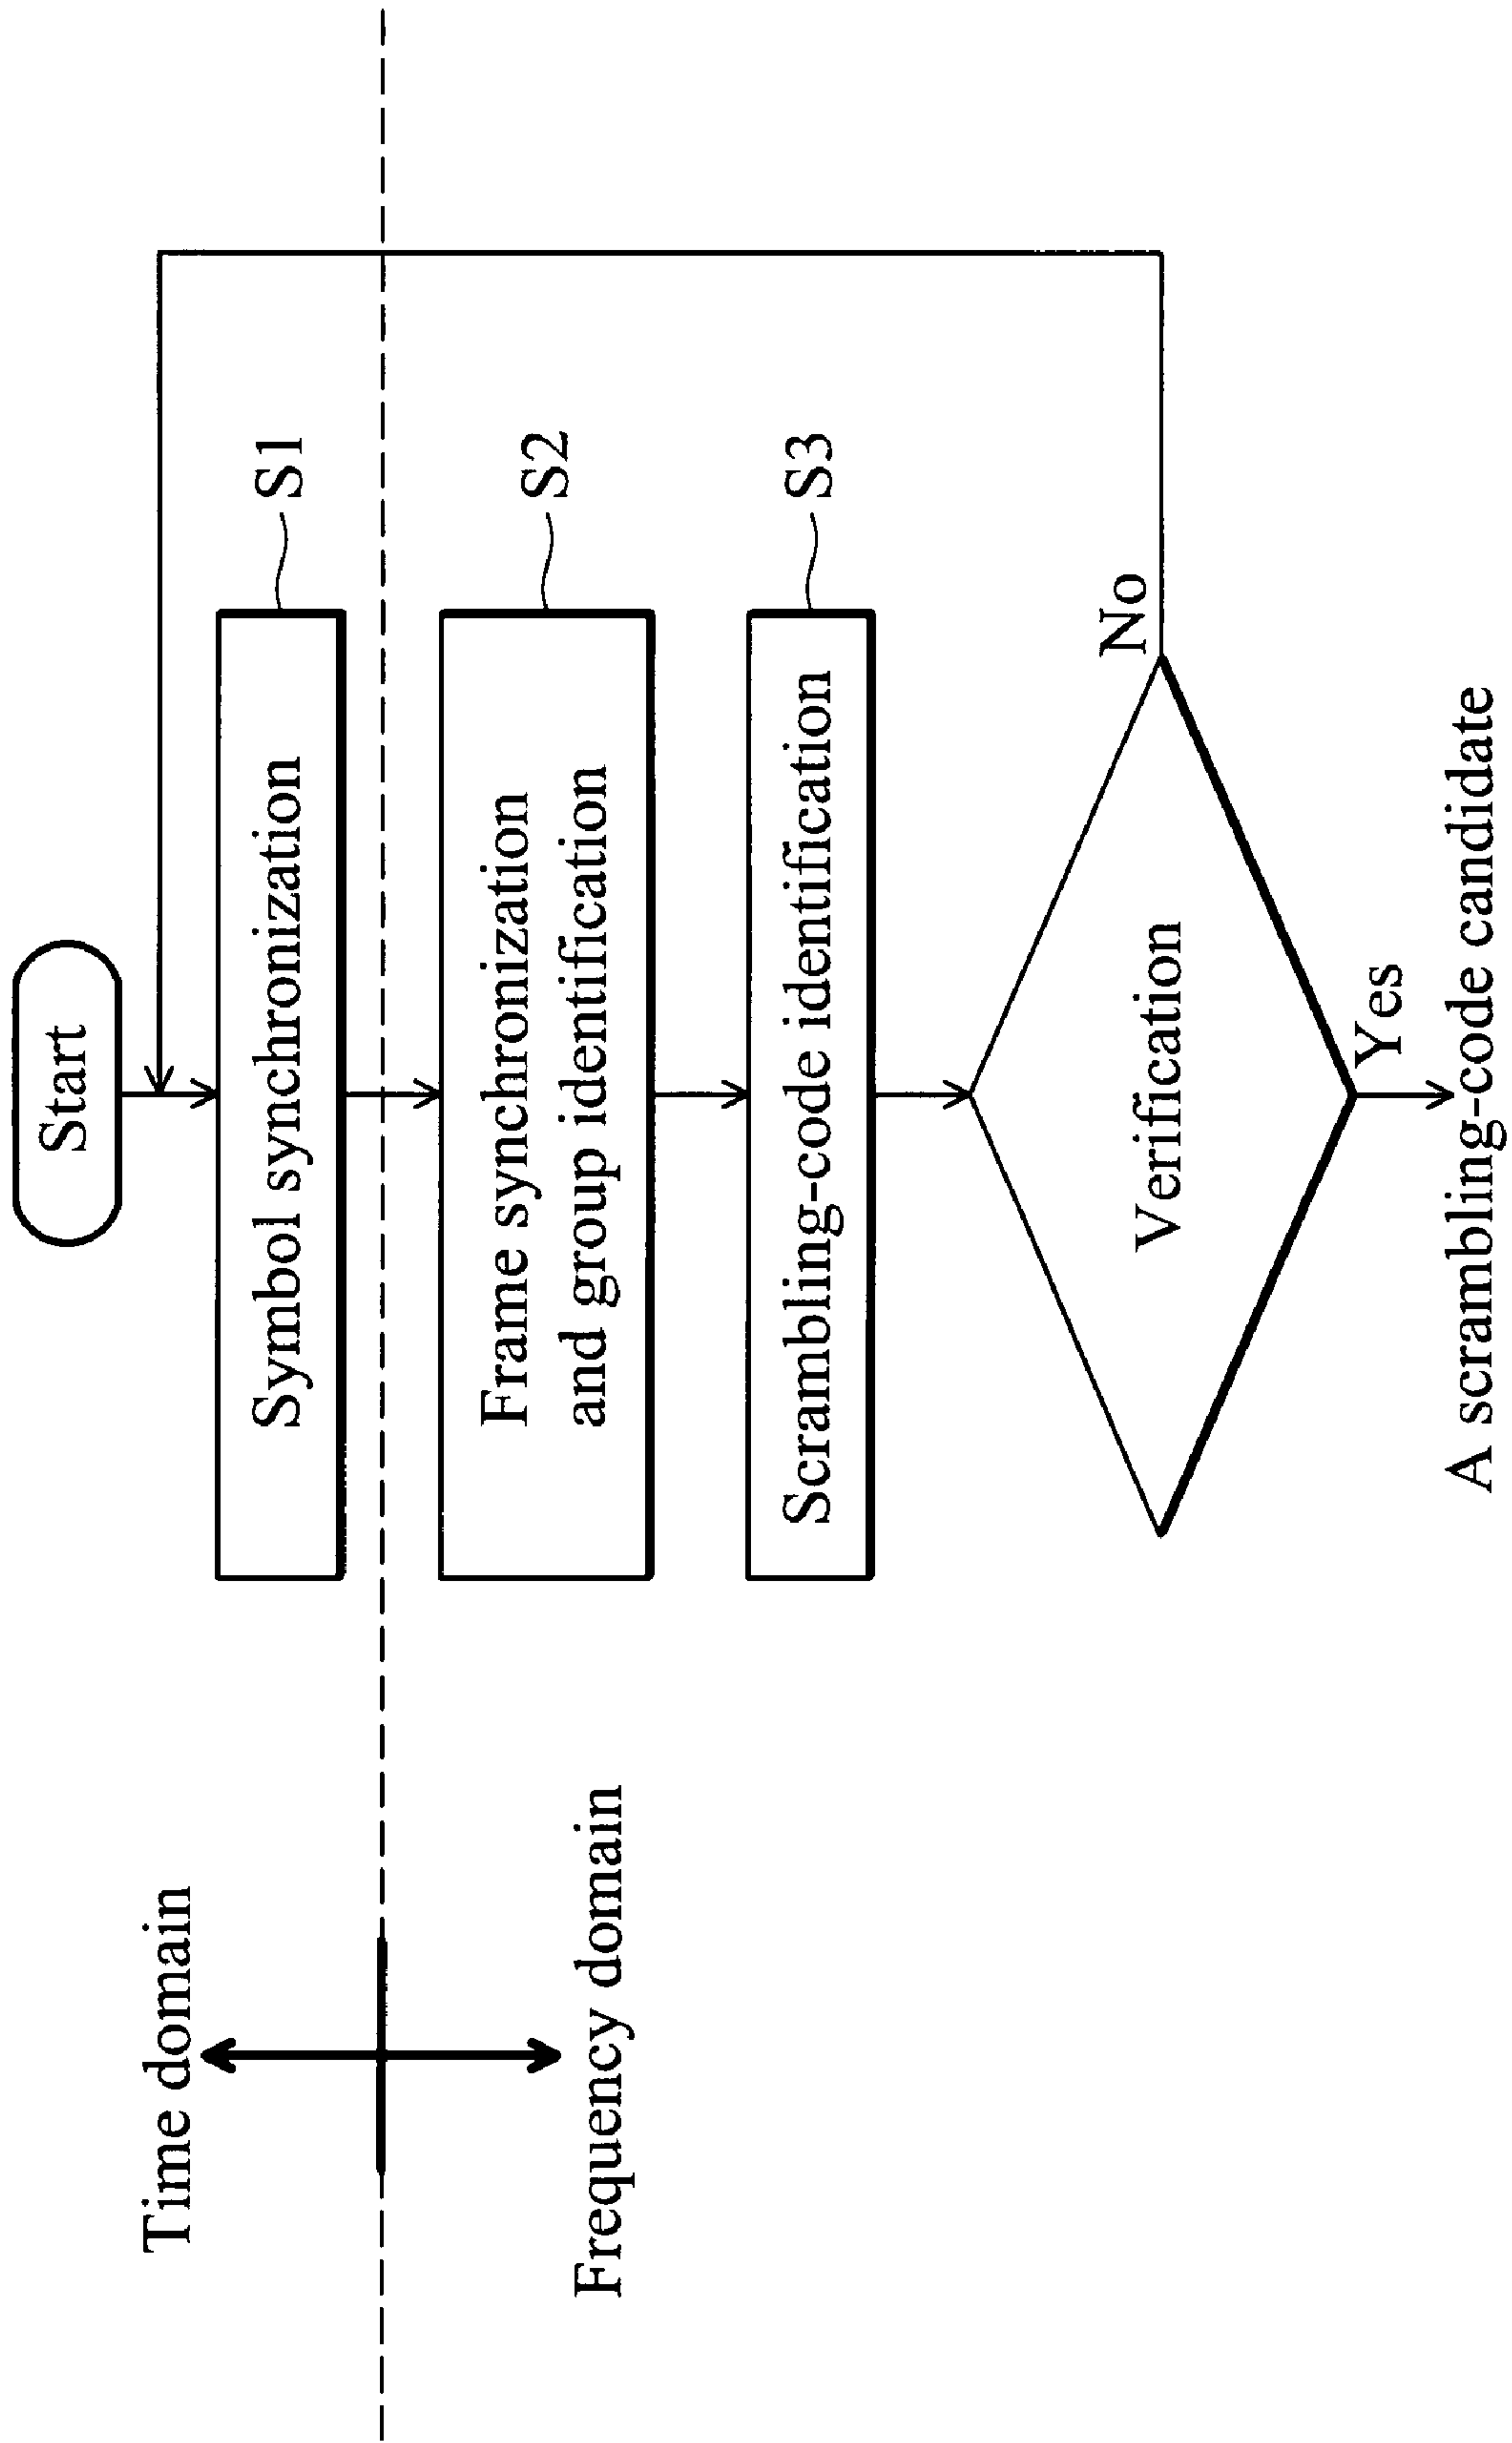 Start
Time domain
Symbol synchronization
S1
Frequency domain
Frame synchronization
and group identification
S2
Scrambling-code identification
S3
Verification
No
Yes
A scrambling-code candidate